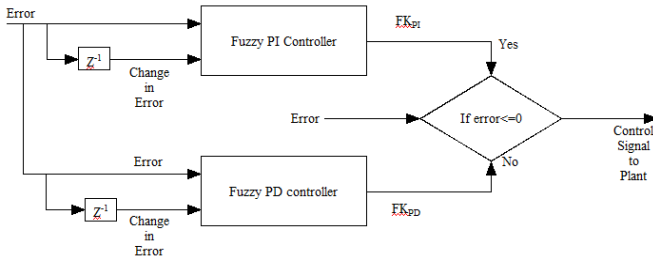 Error
Z-1
Change
in
Error
Fuzzy PI Controller
FKPI
Yes
Error
If error<=0
Control
Signal
to
Plant
No
Error
Z-1
Change
in
Error
Fuzzy PD controller
FKPD